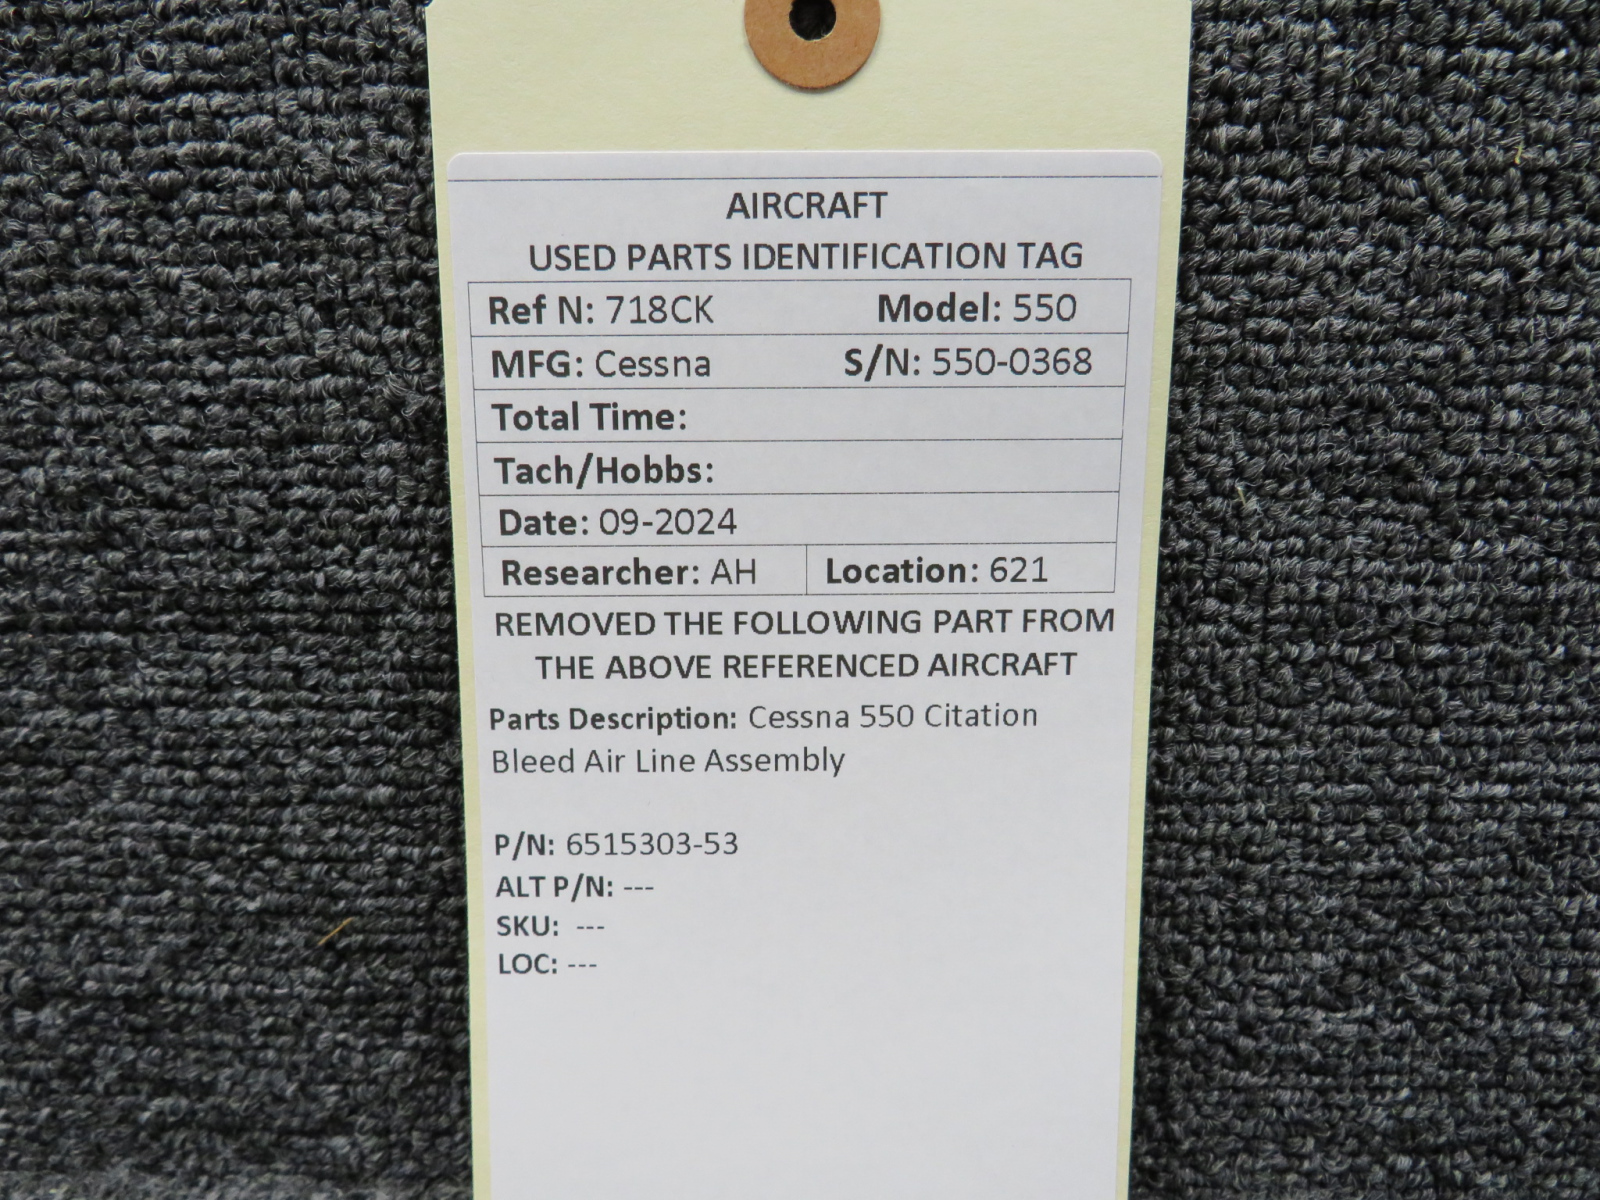 AIRCRAFT
USED PARTS IDENTIFICATION TAG
Ref N: 718CK Model: 550
MFG: Cessna S/N: 550-0368
Total Time:
Tach/Hobbs:
Date: 09-2024
Researcher: AH Location: 621
REMOVED THE FOLLOWING PART FROM
THE ABOVE REFERENCED AIRCRAFT
Parts Description: Cessna 550 Citation
Bleed Air Line Assembly
P/N: 6515303-53
ALT P/N: ---
SKU: ---
LOC: ---